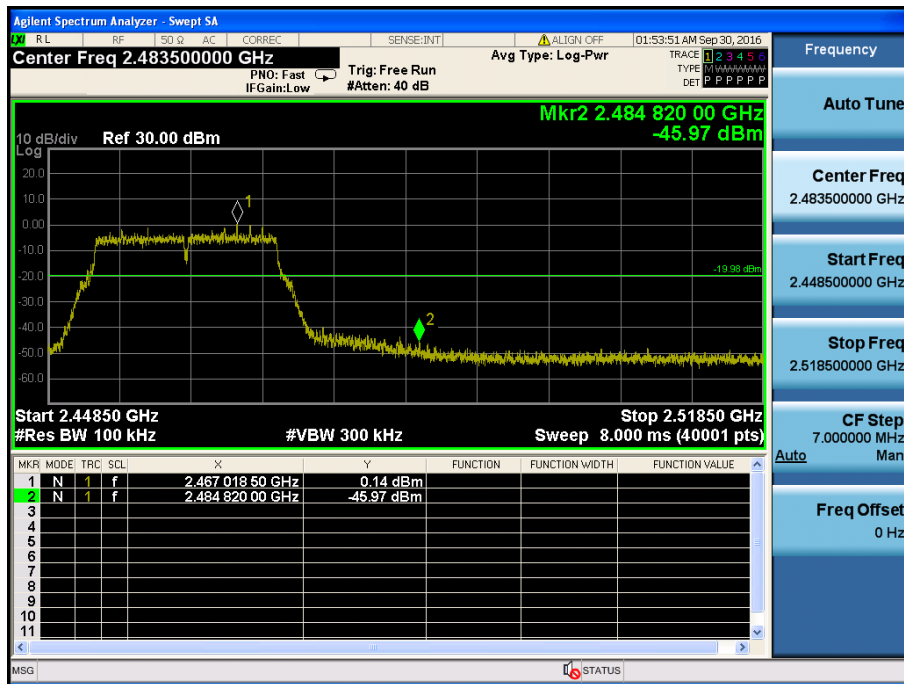 Agilent Spectrum Analyzer - Swept SA
LXI RL RF 50 Ω AC CORREC SENSE:INT ALIGN OFF 01:53:51 AM Sep 30, 2016
Center Freq 2.483500000 GHz
PNO: Fast
IFGain:Low
Trig: Free Run
#Atten: 40 dB
Avg Type: Log-Pwr
TRACE 1 2 3 4 5 6
TYPE MWWWWW
DET P P P P P P
Mkr2 2.484 820 00 GHz
-45.97 dBm
10 dB/div Ref 30.00 dBm
Log
20.0
10.0
0.00
-10.0
-20.0
-30.0
-40.0
-50.0
-60.0
1
2
-19.98 dBm
Start 2.44850 GHz Stop 2.51850 GHz
#Res BW 100 kHz #VBW 300 kHz Sweep 8.000 ms (40001 pts)
MKR MODE TRC SCL X Y FUNCTION FUNCTION WIDTH FUNCTION VALUE
1 N 1 f 2.467 018 50 GHz 0.14 dBm
2 N 1 f 2.484 820 00 GHz -45.97 dBm
3
4
5
6
7
8
9
10
11
MSG STATUS
Frequency
Auto Tune
Center Freq
2.483500000 GHz
Start Freq
2.448500000 GHz
Stop Freq
2.518500000 GHz
CF Step
7.000000 MHz
Auto Man
Freq Offset
0 Hz